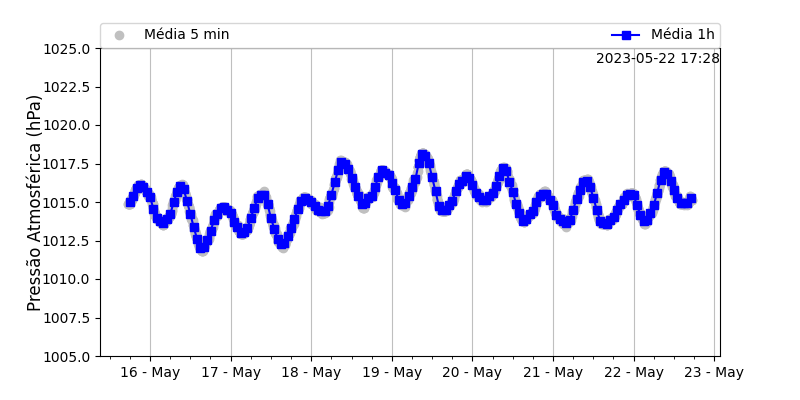 Média 5 min
Média 1h
2023-05-22 17:28
Pressão Atmosférica (hPa)
1025.0
1022.5
1020.0
1017.5
1015.0
1012.5
1010.0
1007.5
1005.0
16 - May
17 - May
18 - May
19 - May
20 - May
21 - May
22 - May
23 - May